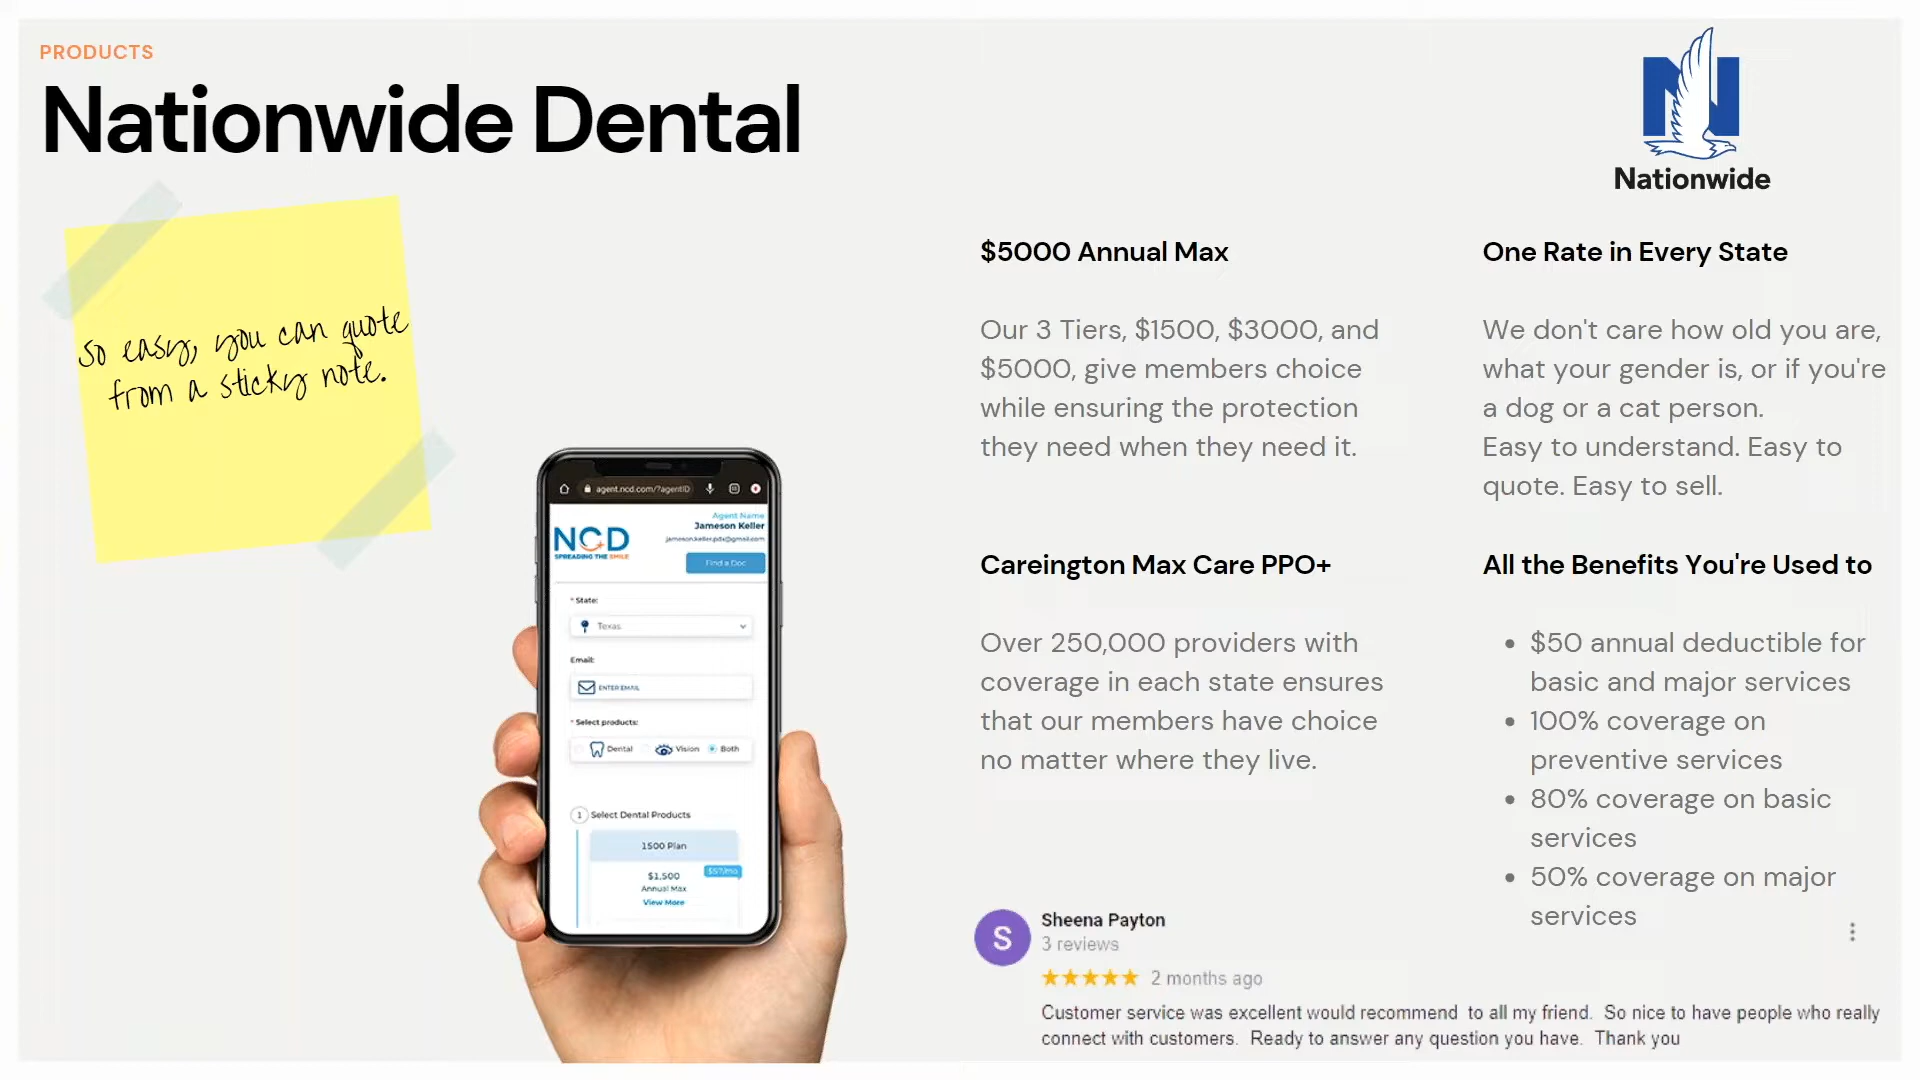 PRODUCTS
Nationwide Dental
Nationwide
so easy, you can quote
from a sticky note.
agent.ncd.com/?agentID
Agent Name
Jameson Keller
jameson.keller.pdx@gmail.com
NCD
SPREADING THE SMILE
Find a Doc
* State:
Texas
Email:
ENTER EMAIL
* Select products:
Dental Vision Both
1 Select Dental Products
1500 Plan
$1,500
Annual Max
View More
$5000 Annual Max
Our 3 Tiers, $1500, $3000, and
$5000, give members choice
while ensuring the protection
they need when they need it.
One Rate in Every State
We don't care how old you are,
what your gender is, or if you're
a dog or a cat person.
Easy to understand. Easy to
quote. Easy to sell.
Careington Max Care PPO+
Over 250,000 providers with
coverage in each state ensures
that our members have choice
no matter where they live.
All the Benefits You're Used to
• $50 annual deductible for
basic and major services
• 100% coverage on
preventive services
• 80% coverage on basic
services
• 50% coverage on major
services
S
Sheena Payton
3 reviews
★★★★★ 2 months ago
Customer service was excellent would recommend to all my friend. So nice to have people who really
connect with customers. Ready to answer any question you have. Thank you